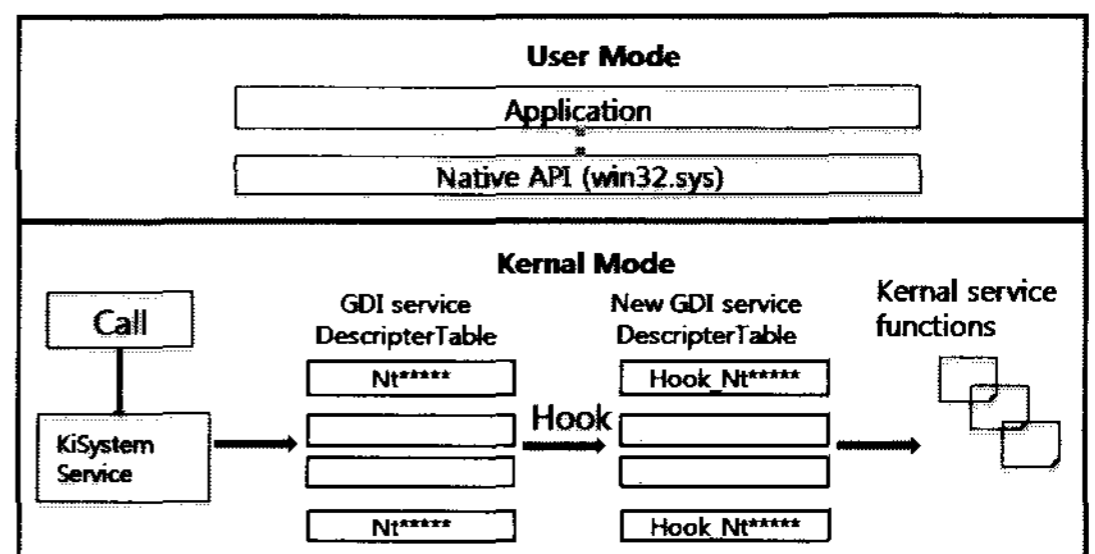 User Mode
Application
Native API (win32.sys)
Kernal Mode
Call
KiSystem
Service
GDI service
DescripterTable
Nt*****
Nt*****
Hook
New GDI service
DescripterTable
Hook_Nt*****
Hook_Nt*****
Kernal service
functions